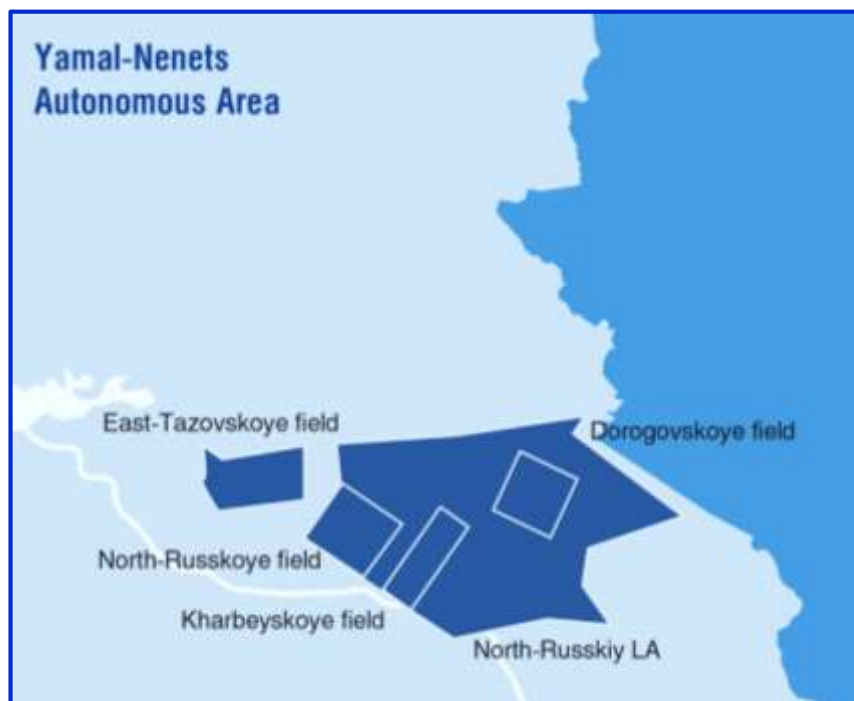 Yamal-Nenets
Autonomous Area
East-Tazovskoye field
Dorogovskoye field
North-Russkoye field
Kharbeyskoye field
North-Russkiy LA